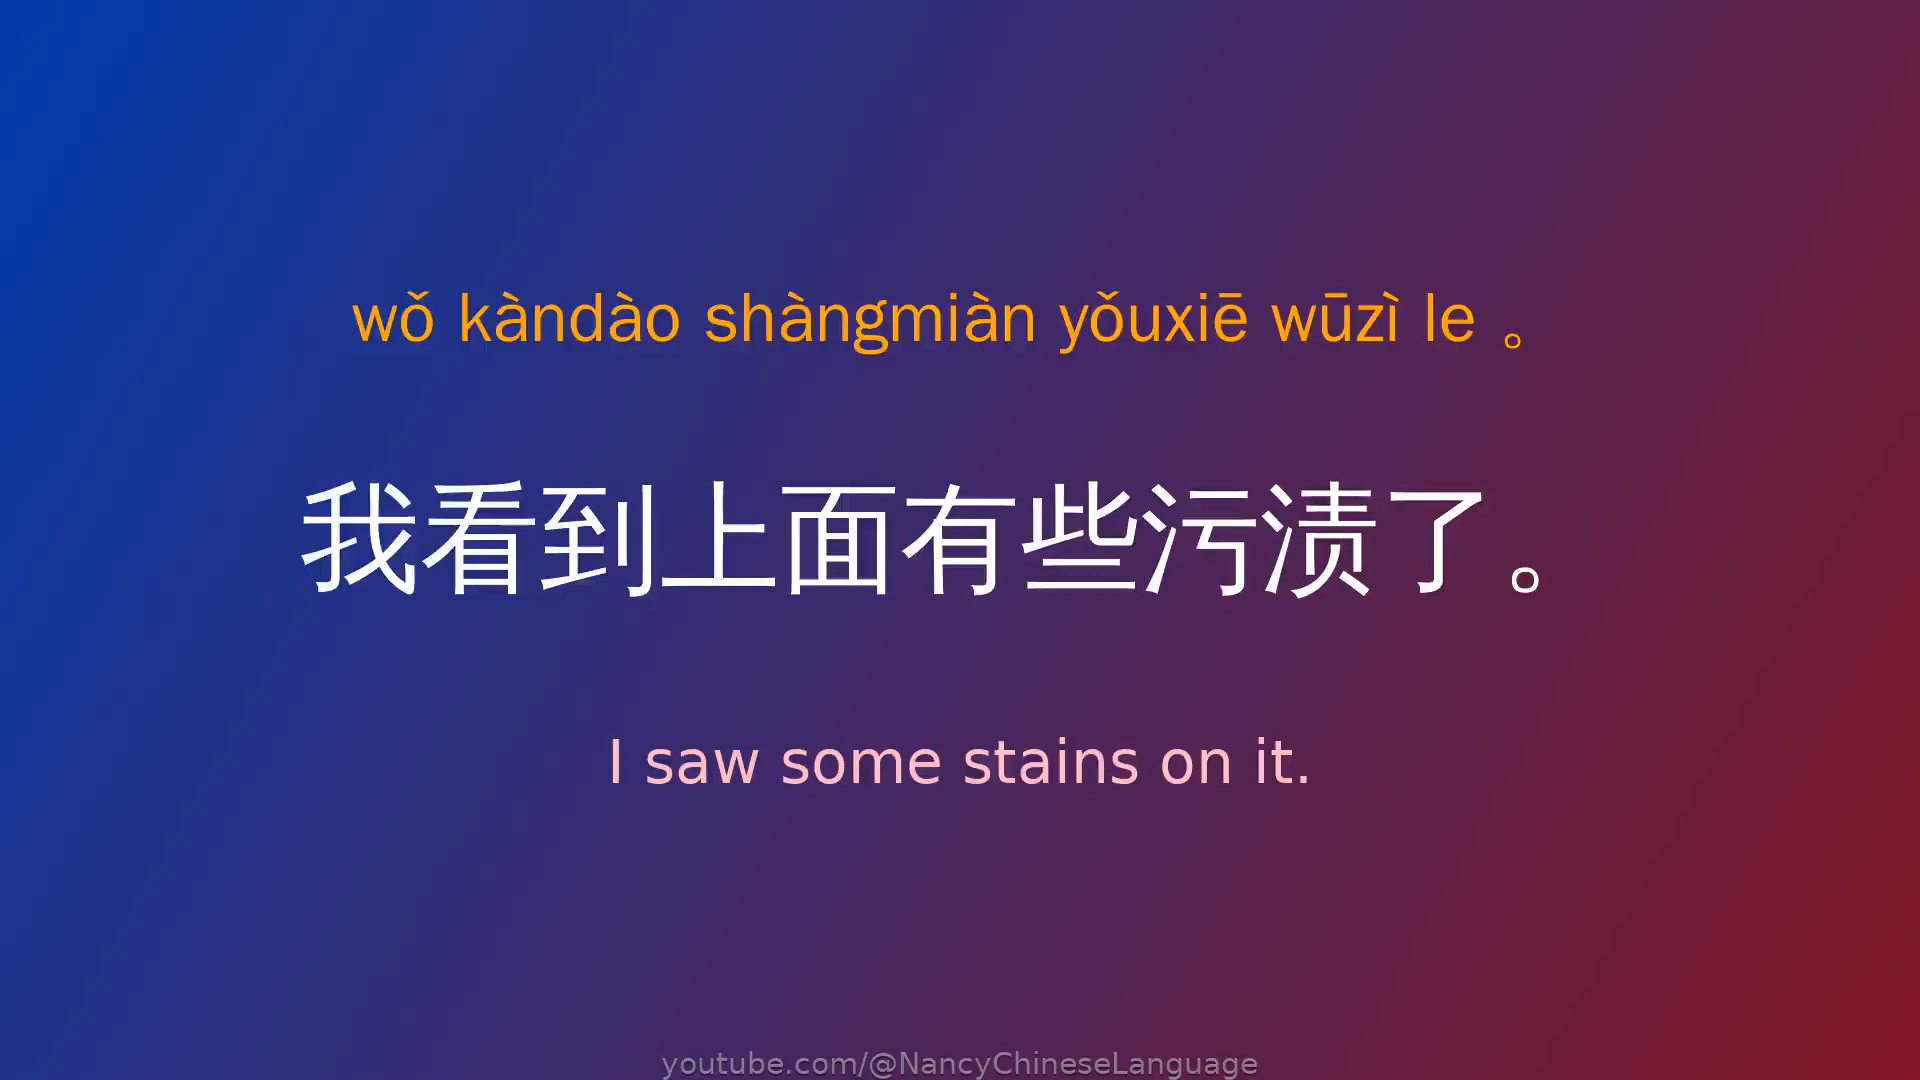 wǒ kàndào shàngmiàn yǒuxiē wūzì le 。
我看到上面有些污渍了。
I saw some stains on it.
youtube.com/@NancyChineseLanguage